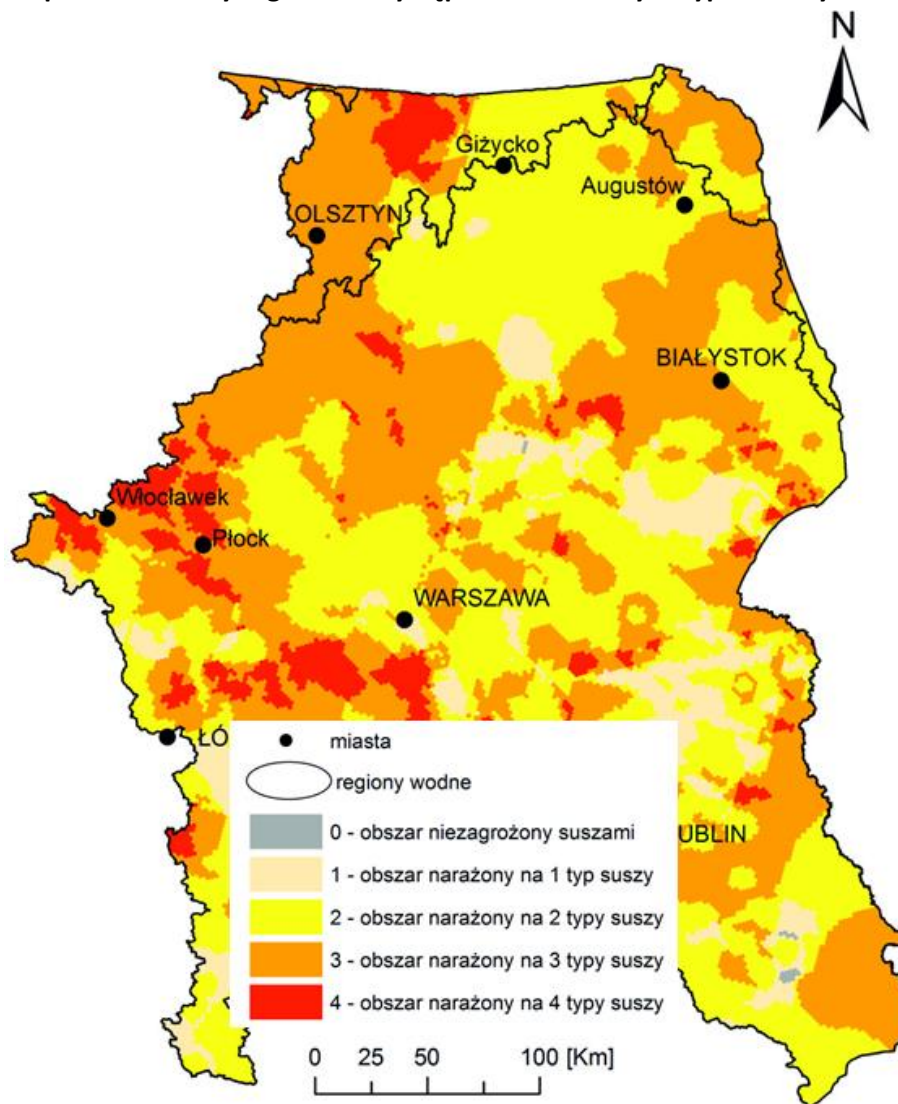 N
Giżycko
Augustów
OLSZTYN
BIAŁYSTOK
Włocławek
Płock
WARSZAWA
ŁÓ
miasta
regiony wodne
0 - obszar niezagrożony suszami
UBLIN
1 - obszar narażony na 1 typ suszy
2 - obszar narażony na 2 typy suszy
3 - obszar narażony na 3 typy suszy
4 - obszar narażony na 4 typy suszy
0 25 50 100 [Km]